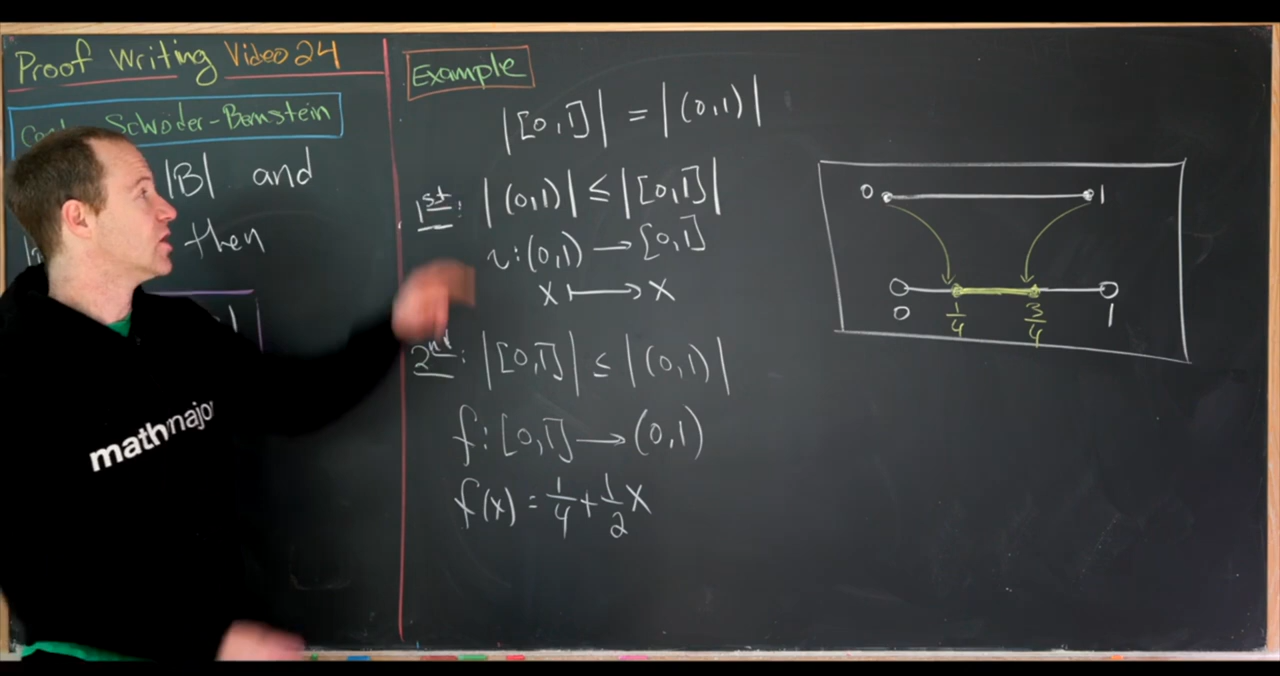 Proof Writing Video 24
Schröder-Bernstein
|B| and
then
mathmajor
Example
|[0,1]| = |(0,1)|
1st: |(0,1)| ≤ |[0,1]|
ι: (0,1) → [0,1]
x ↦ x
2nd: |[0,1]| ≤ |(0,1)|
f: [0,1] → (0,1)
f(x) = 1/4 + 1/2 x
0 1
0 1/4 3/4 1